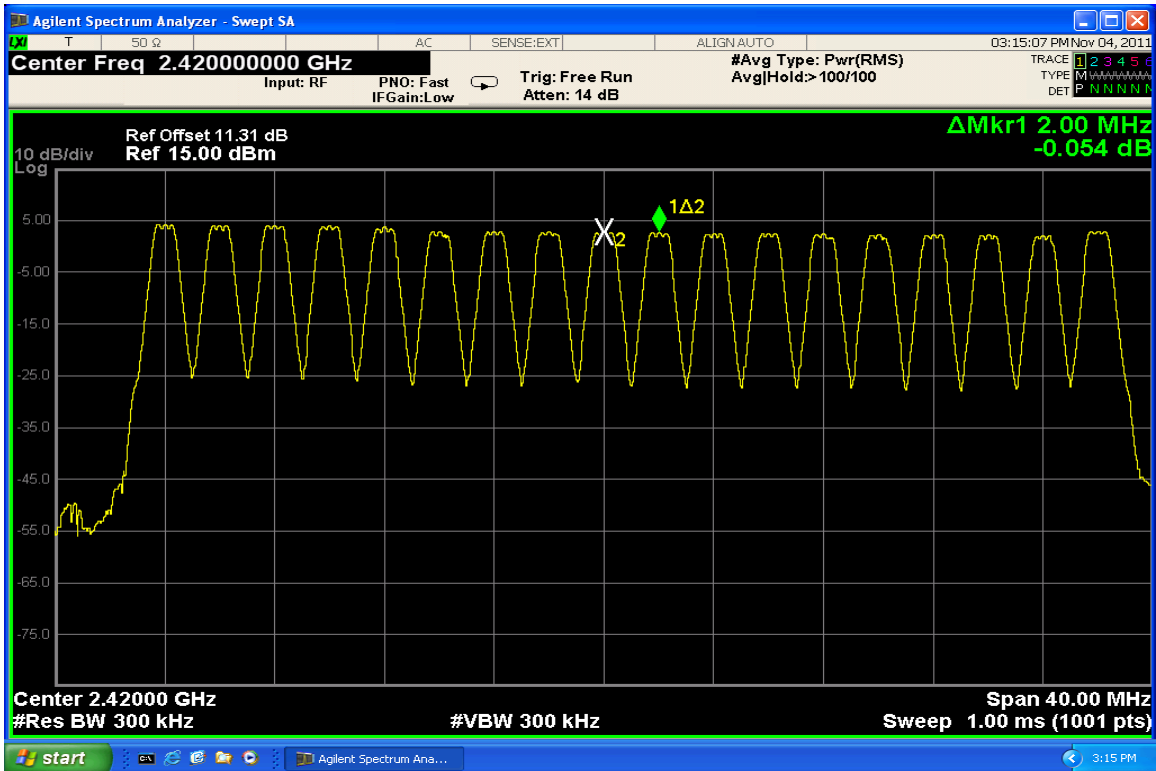 Agilent Spectrum Analyzer - Swept SA
LXI T 50 Ω AC SENSE:EXT ALIGN AUTO 03:15:07 PM Nov 04, 2011
Center Freq 2.420000000 GHz
Input: RF
PNO: Fast
IFGain:Low
Trig: Free Run
Atten: 14 dB
#Avg Type: Pwr(RMS)
Avg|Hold:>100/100
TRACE 1 2 3 4 5 6
TYPE M
DET P N N N N N
ΔMkr1 2.00 MHz
-0.054 dB
Ref Offset 11.31 dB
10 dB/div Ref 15.00 dBm
Log
1Δ2
X2
5.00
-5.00
-15.0
-25.0
-35.0
-45.0
-55.0
-65.0
-75.0
Center 2.42000 GHz Span 40.00 MHz
#Res BW 300 kHz #VBW 300 kHz Sweep 1.00 ms (1001 pts)
start Agilent Spectrum Ana... 3:15 PM